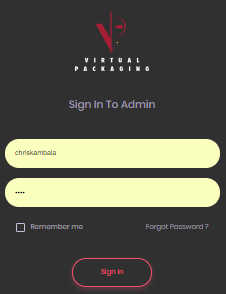 VIRTUAL
PACKAGING
Sign In To Admin
chriskambala
••••
Remember me
Forgot Password ?
Sign In